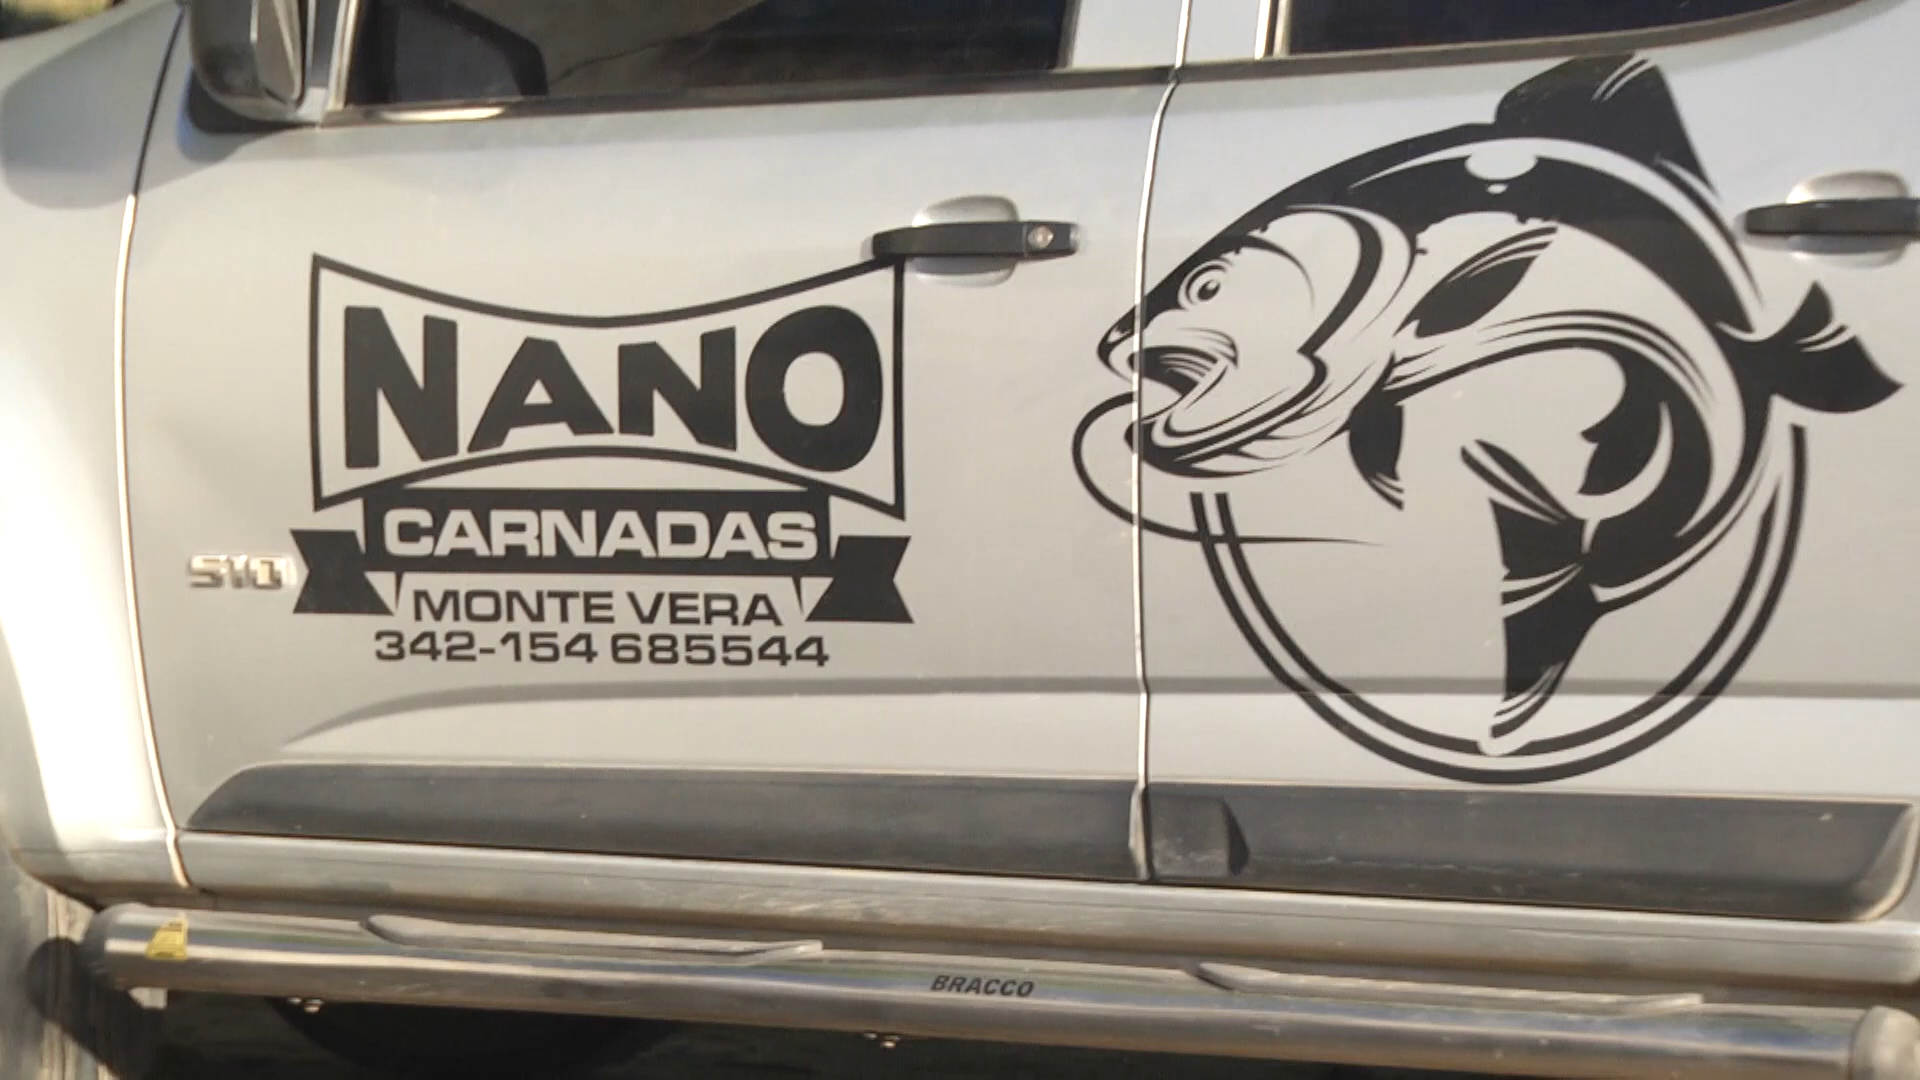 NANO
CARNADAS
S10
MONTE VERA
342-154 685544
BRACCO